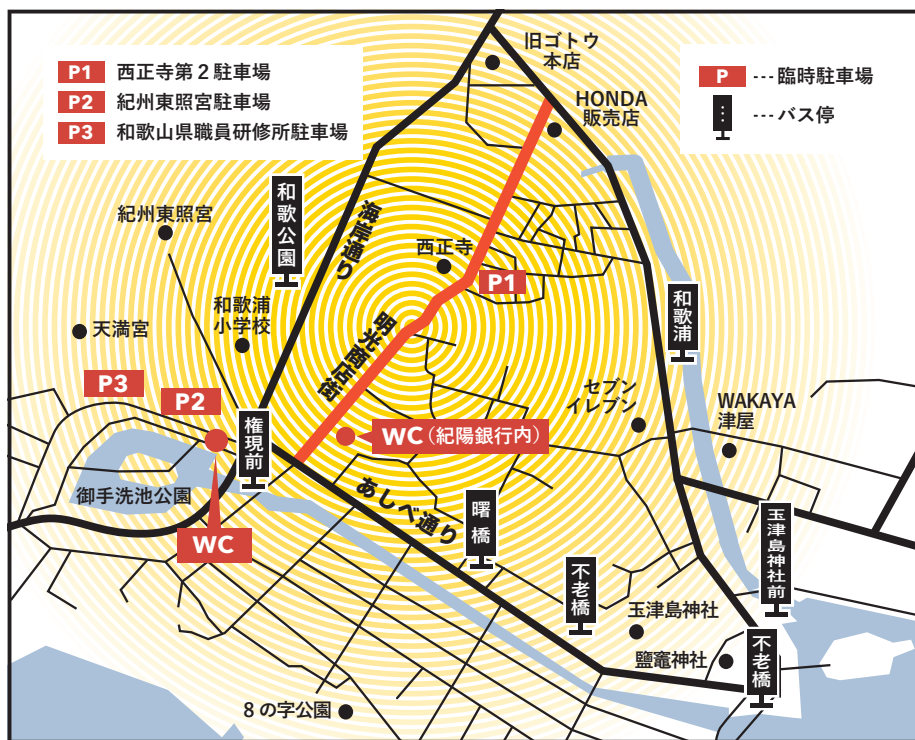 P1 西正寺第2駐車場
P2 紀州東照宮駐車場
P3 和歌山県職員研修所駐車場
P ---臨時駐車場
---バス停
旧ゴトウ
本店
HONDA
販売店
紀州東照宮
和歌公園
海岸通り
西正寺
P1
和歌浦
天満宮
和歌浦
小学校
明光商店街
P3
P2
権現前
WC(紀陽銀行内)
セブン
イレブン
WAKAYA
津屋
御手洗池公園
WC
あしべ通り
曙橋
不老橋
玉津島神社前
玉津島神社
鹽竈神社
不老橋
8の字公園